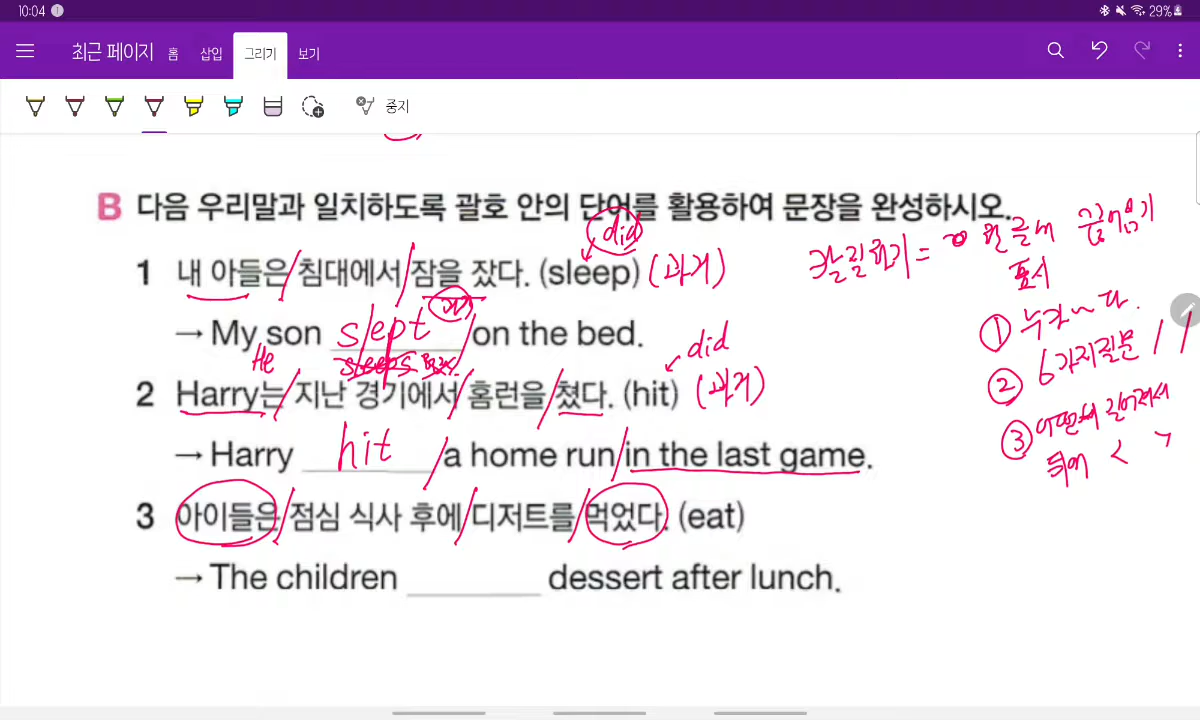 10:04 29%
최근 페이지 홈 삽입 그리기 보기
중지
B 다음 우리말과 일치하도록 괄호 안의 단어를 활용하여 문장을 완성하시오.
did
1 내 아들은/침대에서/잠을 잤다. (sleep) (과거)
→ My son slept / on the bed.
He sleeps
did
2 Harry는/지난 경기에서/홈런을/쳤다. (hit) (과거)
→ Harry hit / a home run/in the last game.
3 아이들은/점심 식사 후에/디저트를/먹었다. (eat)
→ The children ______ dessert after lunch.
끊어읽기
표시
① 누가~다.
② 6가지질문 / /
③
< >